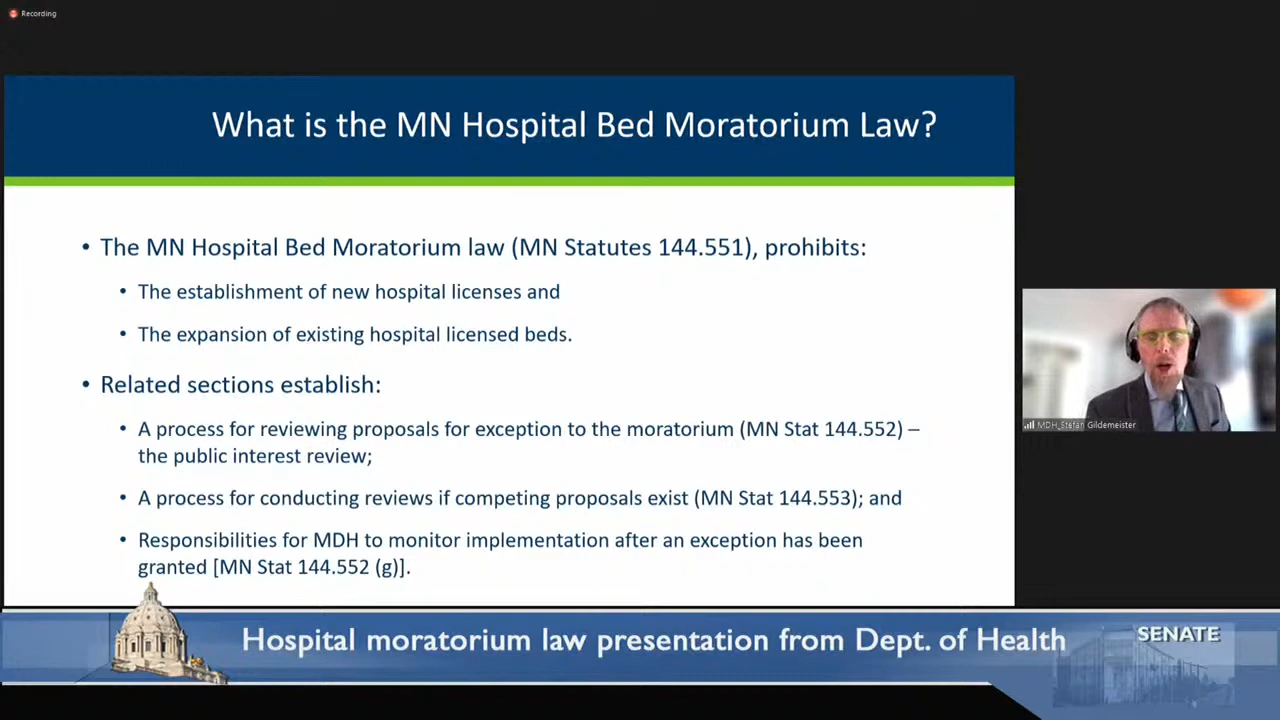 Recording
What is the MN Hospital Bed Moratorium Law?
• The MN Hospital Bed Moratorium law (MN Statutes 144.551), prohibits:
• The establishment of new hospital licenses and
• The expansion of existing hospital licensed beds.
• Related sections establish:
• A process for reviewing proposals for exception to the moratorium (MN Stat 144.552) –
the public interest review;
• A process for conducting reviews if competing proposals exist (MN Stat 144.553); and
• Responsibilities for MDH to monitor implementation after an exception has been
granted [MN Stat 144.552 (g)].
MDH_Stefan Gildemeister
Hospital moratorium law presentation from Dept. of Health
SENATE